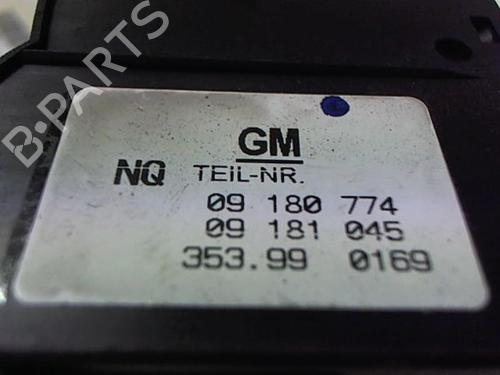 B-PARTS
GM
NQ TEIL-NR.
09 180 774
09 181 045
353.99 0169